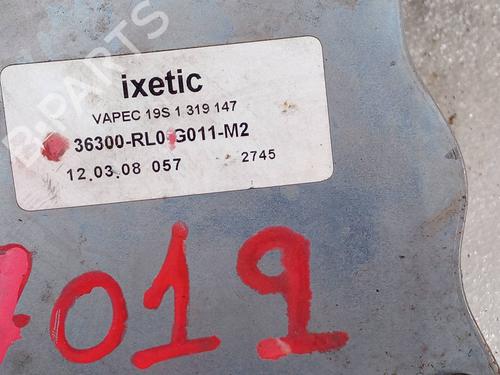 ixetic
VAPEC 19S 1 319 147
36300-RL0-G011-M2
12.03.08 057 2745
019
B-PARTS